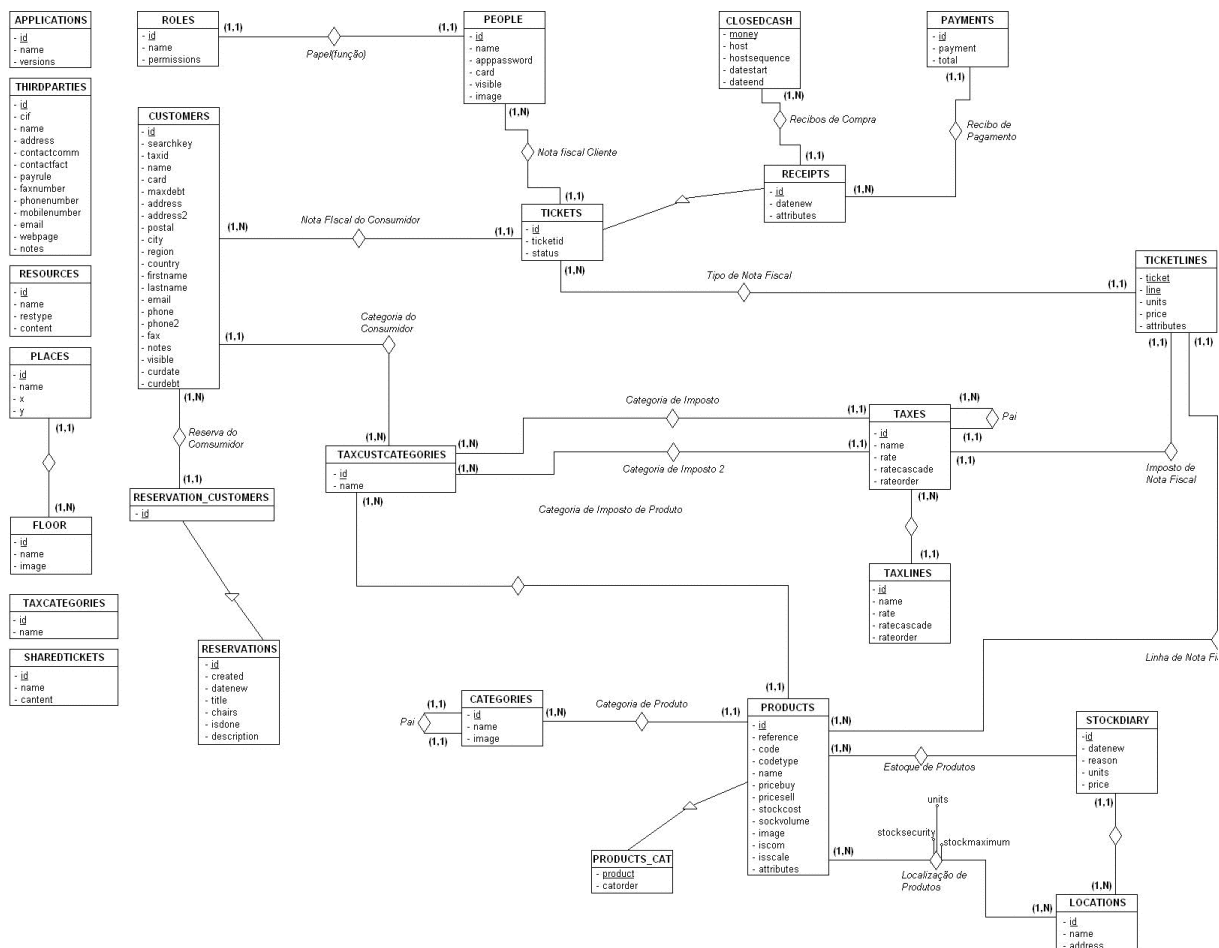 APPLICATIONS
- id
- name
- versions
THIRDPARTIES
- id
- cif
- name
- address
- contactcomm
- contactfact
- payrule
- faxnumber
- phonenumber
- mobilenumber
- email
- webpage
- notes
RESOURCES
- id
- name
- restype
- content
PLACES
- id
- name
- x
- y
(1,1)
(1,N)
FLOOR
- id
- name
- image
TAXCATEGORIES
- id
- name
SHAREDTICKETS
- id
- name
- cantent
ROLES
- id
- name
- permissions
(1,1)
Papel(função)
(1,1)
PEOPLE
- id
- name
- apppassword
- card
- visible
- image
(1,N)
Nota fiscal Cliente
(1,1)
CLOSEDCASH
- money
- host
- hostsequence
- datestart
- dateend
(1,N)
Recibos de Compra
(1,1)
PAYMENTS
- id
- payment
- total
(1,1)
Recibo de
Pagamento
(1,N)
RECEIPTS
- id
- datenew
- attributes
CUSTOMERS
- id
- searchkey
- taxid
- name
- card
- maxdebt
- address
- address2
- postal
- city
- region
- country
- firstname
- lastname
- email
- phone
- phone2
- fax
- notes
- visible
- curdate
- curdebt
(1,N)
Nota FIscal do Consumidor
(1,1)
TICKETS
- id
- ticketid
- status
(1,N)
Tipo de Nota Fiscal
(1,1)
TICKETLINES
- ticket
- line
- units
- price
- attributes
(1,1)
(1,1)
(1,1)
Categoria do
Consumidor
(1,N)
(1,N)
Reserva do
Comsumidor
(1,1)
RESERVATION_CUSTOMERS
- id
RESERVATIONS
- id
- created
- datenew
- title
- chairs
- isdone
- description
TAXCUSTCATEGORIES
- id
- name
(1,N)
Categoria de Imposto
(1,1)
(1,N)
Categoria de Imposto 2
(1,1)
(1,N)
Categoria de Imposto de Produto
TAXES
- id
- name
- rate
- ratecascade
- rateorder
(1,N)
Pai
(1,1)
(1,1)
Imposto de
Nota Fiscal
(1,N)
(1,1)
TAXLINES
- id
- name
- rate
- ratecascade
- rateorder
Linha de Nota Fi
(1,1)
Pai
(1,1)
CATEGORIES
- id
- name
- image
(1,N)
Categoria de Produto
(1,1)
(1,1)
PRODUCTS
- id
- reference
- code
- codetype
- name
- pricebuy
- pricesell
- stockcost
- sockvolume
- image
- iscom
- isscale
- attributes
(1,N)
(1,N)
Estoque de Produtos
STOCKDIARY
-id
- datenew
- reason
- units
- price
(1,1)
(1,N)
units
stocksecurity
stockmaximum
(1,N)
Localização de
Produtos
(1,N)
PRODUCTS_CAT
- product
- catorder
LOCATIONS
- id
- name
- address